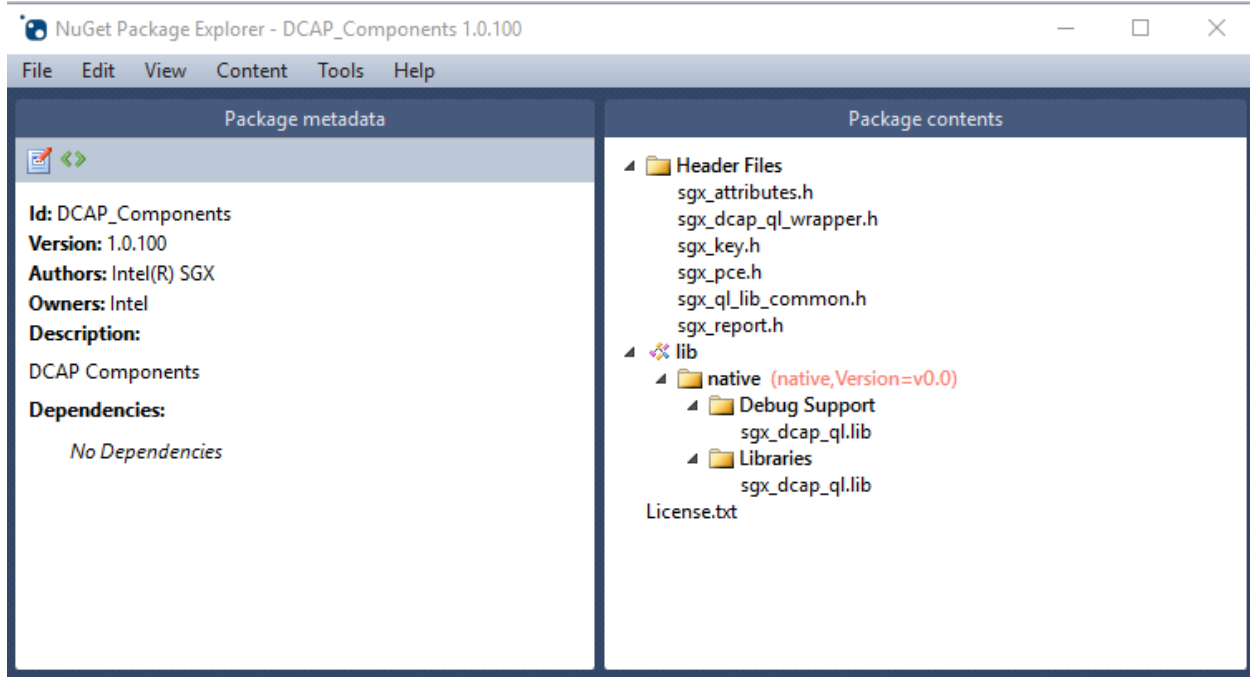 NuGet Package Explorer - DCAP_Components 1.0.100
File Edit View Content Tools Help
Package metadata
Id: DCAP_Components
Version: 1.0.100
Authors: Intel(R) SGX
Owners: Intel
Description:
DCAP Components
Dependencies:
No Dependencies
Package contents
Header Files
sgx_attributes.h
sgx_dcap_ql_wrapper.h
sgx_key.h
sgx_pce.h
sgx_ql_lib_common.h
sgx_report.h
lib
native (native,Version=v0.0)
Debug Support
sgx_dcap_ql.lib
Libraries
sgx_dcap_ql.lib
License.txt